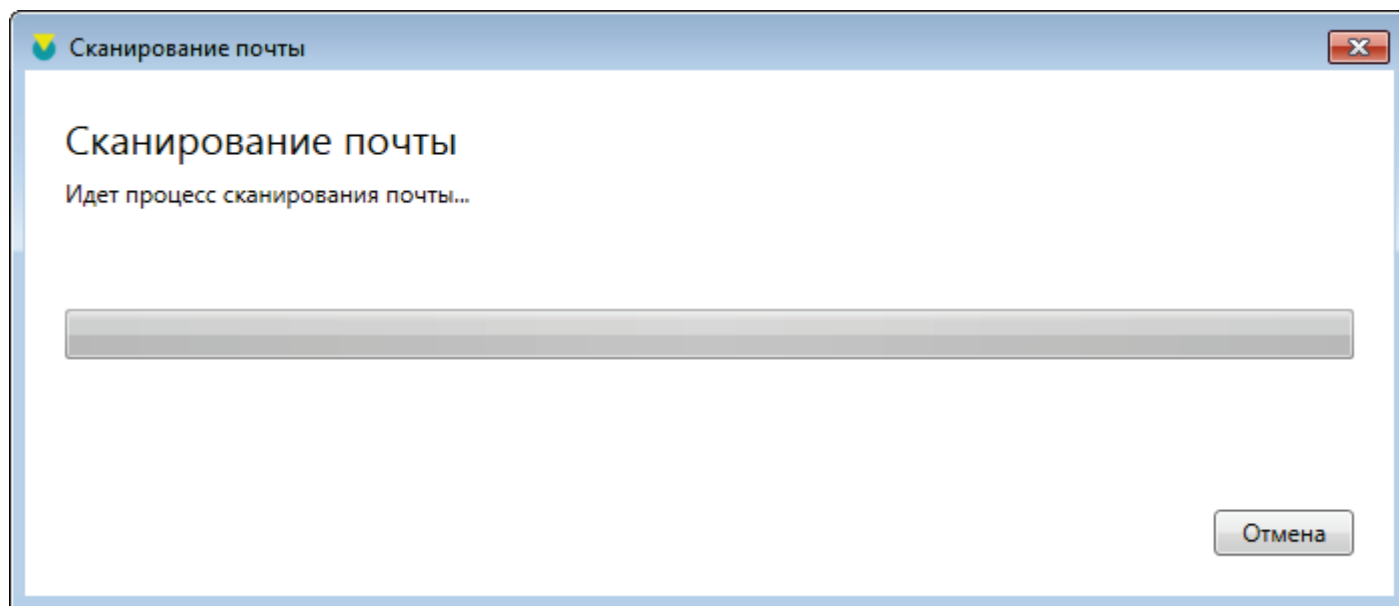 Сканирование почты
Сканирование почты
Идет процесс сканирования почты...
Отмена